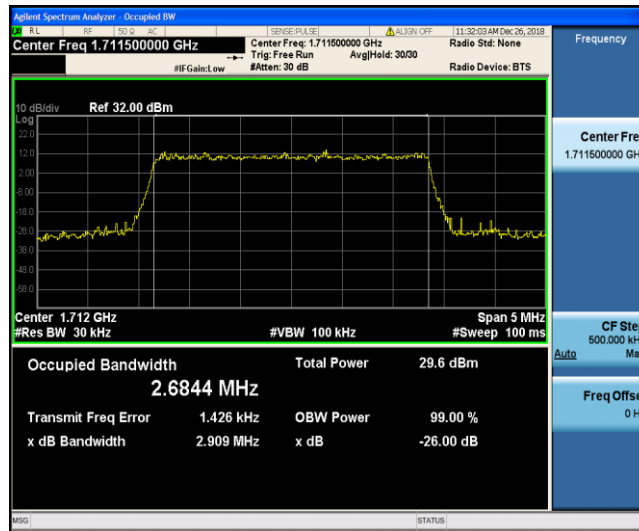 Agilent Spectrum Analyzer - Occupied BW
RL RF 50 Ω AC SENSE:PULSE ALIGN OFF 11:32:03 AM Dec 26, 2018
Center Freq 1.711500000 GHz Center Freq: 1.711500000 GHz Radio Std: None
Trig: Free Run Avg|Hold: 30/30
#IFGain:Low #Atten: 30 dB Radio Device: BTS
Frequency
10 dB/div Ref 32.00 dBm
Log
22.0
12.0
2.00
-8.00
-18.0
-28.0
-38.0
-48.0
-58.0
Center Fre
1.711500000 GH
Center 1.712 GHz Span 5 MHz
#Res BW 30 kHz #VBW 100 kHz #Sweep 100 ms
CF Ste
500.000 kH
Auto Ma
Occupied Bandwidth Total Power 29.6 dBm
2.6844 MHz
Transmit Freq Error 1.426 kHz OBW Power 99.00 %
x dB Bandwidth 2.909 MHz x dB -26.00 dB
Freq Offse
0 H
MSG STATUS